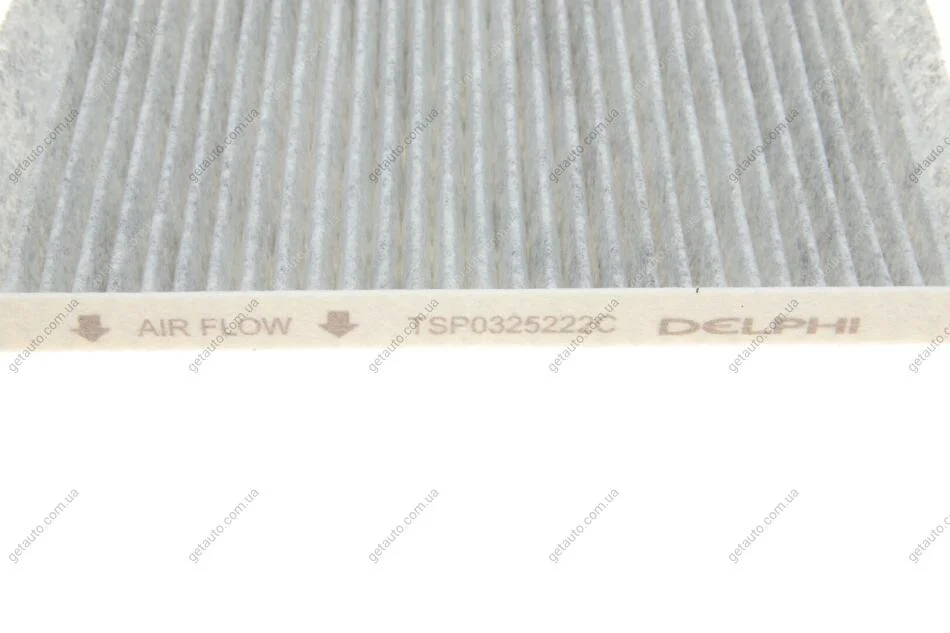 AIR FLOW TSP0325222C DELPHI
getauto.com.ua